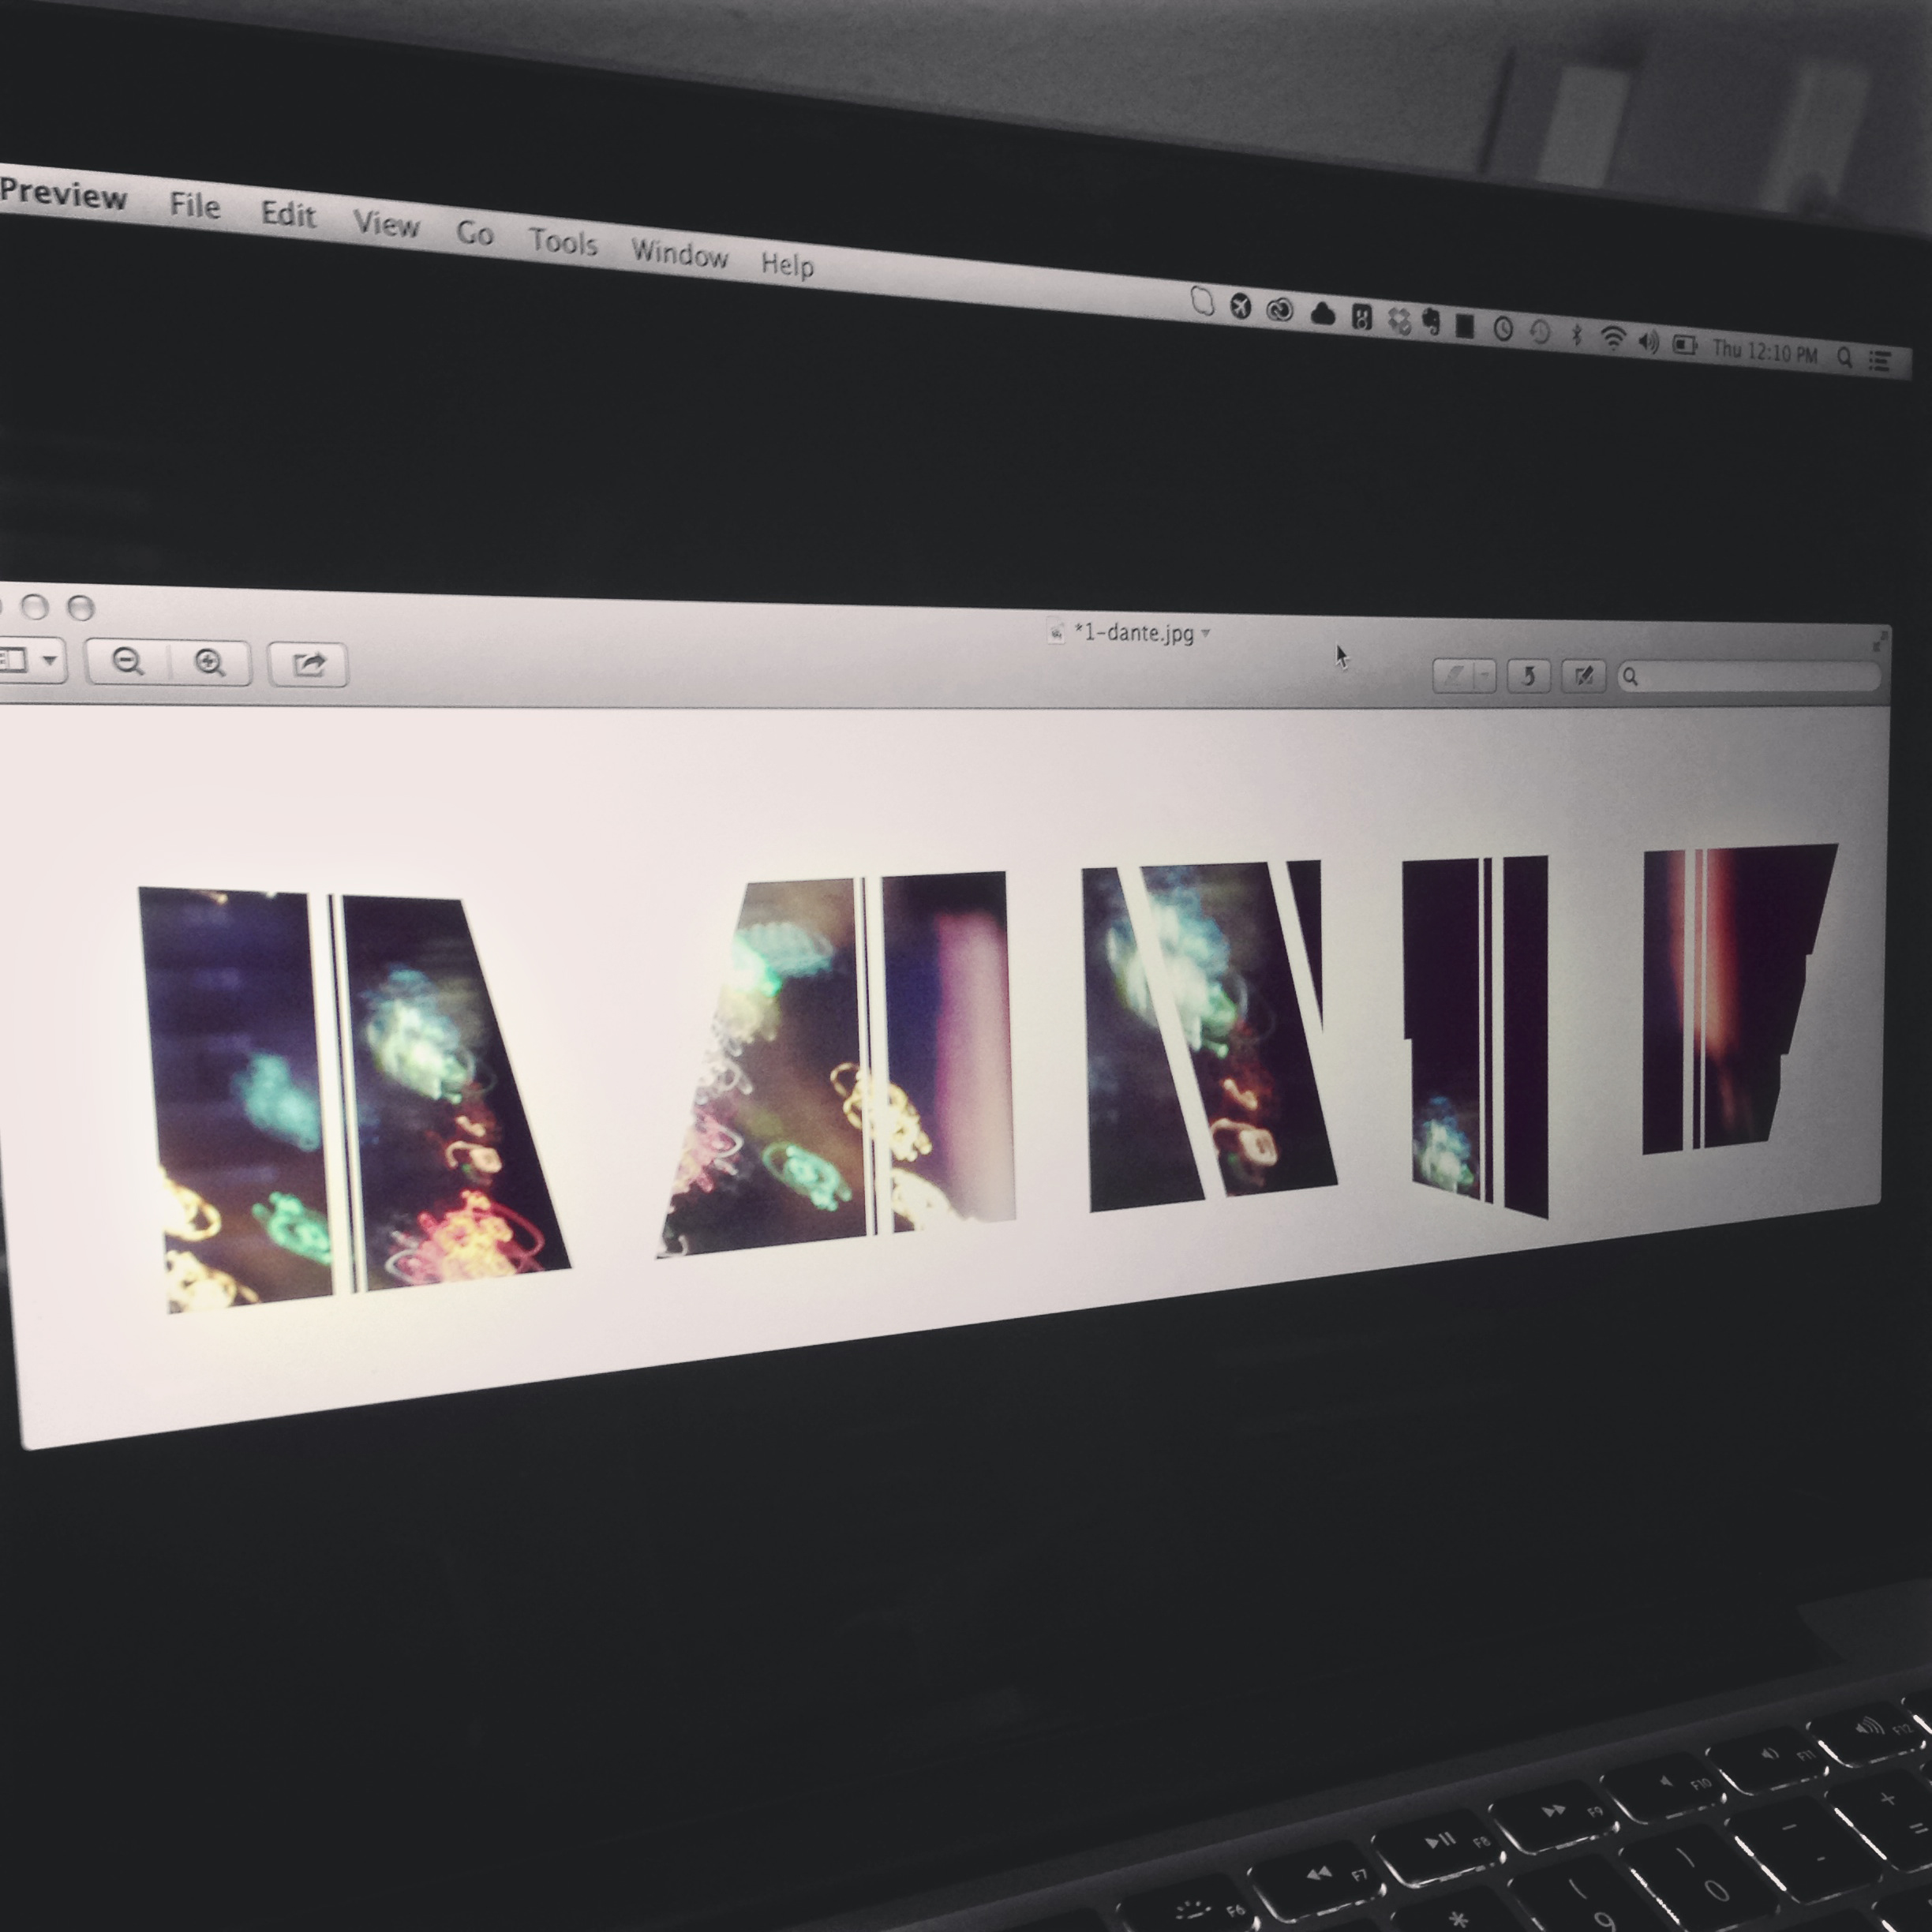 Preview File Edit View Go Tools Window Help
Thu 12:10 PM
*1-dante.jpg
F6 F7 F8 F9 F10 F11 F12
* ( 9 ) 0 - - + =